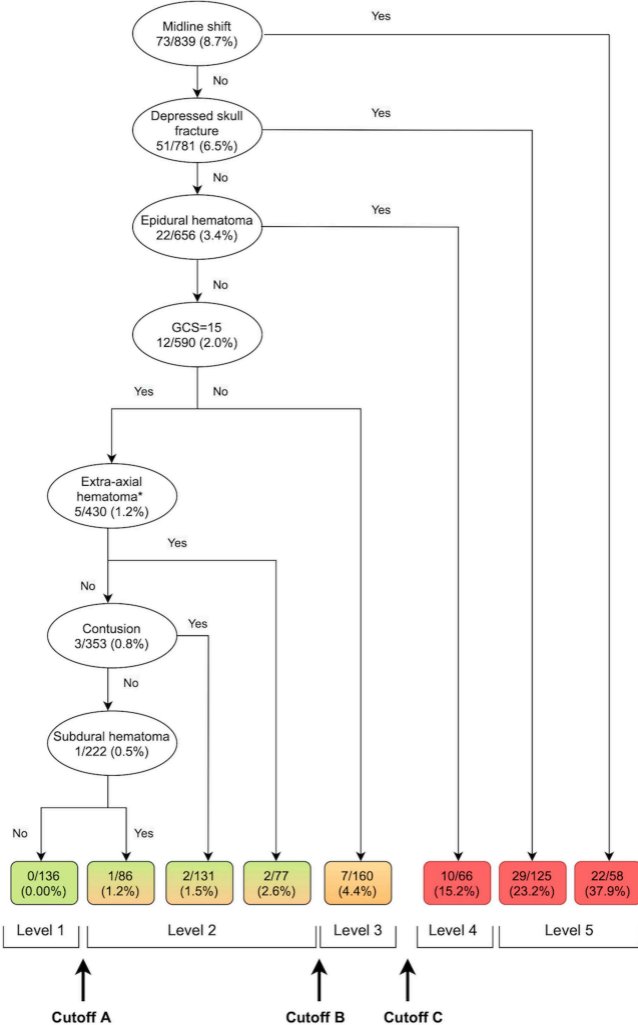 Midline shift
73/839 (8.7%)
Yes
No
Depressed skull
fracture
51/781 (6.5%)
Yes
No
Epidural hematoma
22/656 (3.4%)
Yes
No
GCS=15
12/590 (2.0%)
Yes
No
Extra-axial
hematoma*
5/430 (1.2%)
Yes
No
Contusion
3/353 (0.8%)
Yes
No
Subdural hematoma
1/222 (0.5%)
No
Yes
0/136
(0.00%)
1/86
(1.2%)
2/131
(1.5%)
2/77
(2.6%)
7/160
(4.4%)
10/66
(15.2%)
29/125
(23.2%)
22/58
(37.9%)
Level 1
Level 2
Level 3
Level 4
Level 5
Cutoff A
Cutoff B
Cutoff C